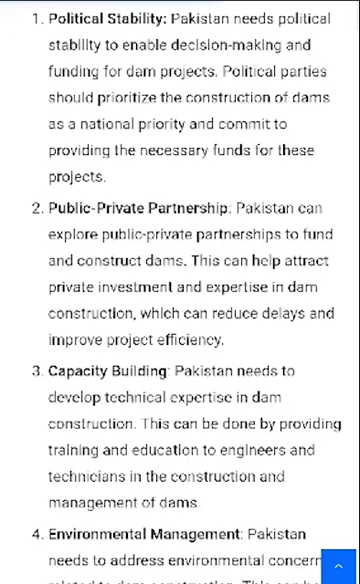 1. Political Stability: Pakistan needs political
stability to enable decision-making and
funding for dam projects. Political parties
should prioritize the construction of dams
as a national priority and commit to
providing the necessary funds for these
projects.
2. Public-Private Partnership: Pakistan can
explore public-private partnerships to fund
and construct dams. This can help attract
private investment and expertise in dam
construction, which can reduce delays and
improve project efficiency.
3. Capacity Building: Pakistan needs to
develop technical expertise in dam
construction. This can be done by providing
training and education to engineers and
technicians in the construction and
management of dams.
4. Environmental Management: Pakistan
needs to address environmental concern